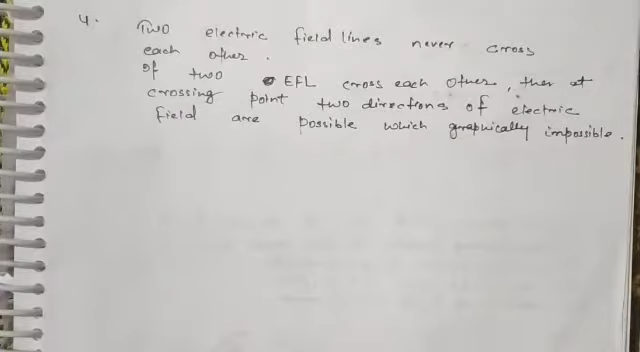 4. Two electric field lines never cross
each other.
If two EFL cross each other, then at
crossing point two directions of electric
field are possible which graphically impossible.